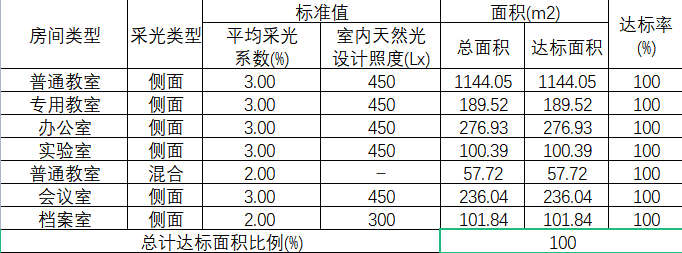 房间类型 采光类型 标准值 面积(m2) 达标率(%)
平均采光系数(%) 室内天然光设计照度(Lx) 总面积 达标面积
普通教室 侧面 3.00 450 1144.05 1144.05 100
专用教室 侧面 3.00 450 189.52 189.52 100
办公室 侧面 3.00 450 276.93 276.93 100
实验室 侧面 3.00 450 100.39 100.39 100
普通教室 混合 2.00 – 57.72 57.72 100
会议室 侧面 3.00 450 236.04 236.04 100
档案室 侧面 2.00 300 101.84 101.84 100
总计达标面积比例(%) 100